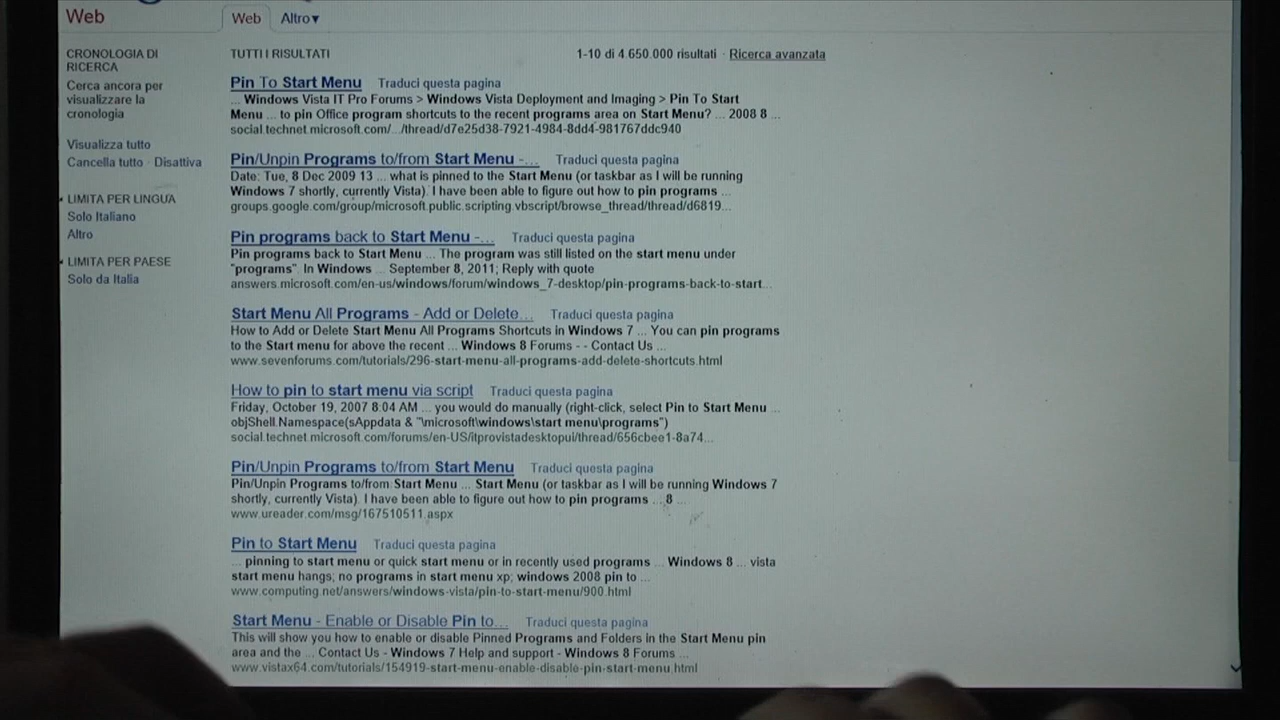 Web
Web Altro▼
CRONOLOGIA DI
RICERCA
Cerca ancora per
visualizzare la
cronologia
Visualizza tutto
Cancella tutto · Disattiva
LIMITA PER LINGUA
Solo Italiano
Altro
LIMITA PER PAESE
Solo da Italia
TUTTI I RISULTATI 1-10 di 4.650.000 risultati · Ricerca avanzata
Pin To Start Menu Traduci questa pagina
... Windows Vista IT Pro Forums > Windows Vista Deployment and Imaging > Pin To Start
Menu ... to pin Office program shortcuts to the recent programs area on Start Menu? ... 2008 8 ...
social.technet.microsoft.com/.../thread/d7e25d38-7921-4984-8dd4-981767ddc940
Pin/Unpin Programs to/from Start Menu -... Traduci questa pagina
Date: Tue, 8 Dec 2009 13 ... what is pinned to the Start Menu (or taskbar as I will be running
Windows 7 shortly, currently Vista). I have been able to figure out how to pin programs ...
groups.google.com/group/microsoft.public.scripting.vbscript/browse_thread/thread/d6819...
Pin programs back to Start Menu -... Traduci questa pagina
Pin programs back to Start Menu ... The program was still listed on the start menu under
"programs". In Windows ... September 8, 2011; Reply with quote
answers.microsoft.com/en-us/windows/forum/windows_7-desktop/pin-programs-back-to-start...
Start Menu All Programs - Add or Delete... Traduci questa pagina
How to Add or Delete Start Menu All Programs Shortcuts in Windows 7 ... You can pin programs
to the Start menu for above the recent ... Windows 8 Forums - - Contact Us ...
www.sevenforums.com/tutorials/296-start-menu-all-programs-add-delete-shortcuts.html
How to pin to start menu via script Traduci questa pagina
Friday, October 19, 2007 8:04 AM ... you would do manually (right-click, select Pin to Start Menu ...
objShell.Namespace(sAppdata & "\microsoft\windows\start menu\programs")
social.technet.microsoft.com/forums/en-US/itprovistadesktopui/thread/656cbee1-8a74...
Pin/Unpin Programs to/from Start Menu Traduci questa pagina
Pin/Unpin Programs to/from Start Menu ... Start Menu (or taskbar as I will be running Windows 7
shortly, currently Vista). I have been able to figure out how to pin programs ... 8 ...
www.ureader.com/msg/167510511.aspx
Pin to Start Menu Traduci questa pagina
... pinning to start menu or quick start menu or in recently used programs ... Windows 8 ... vista
start menu hangs; no programs in start menu xp; windows 2008 pin to ...
www.computing.net/answers/windows-vista/pin-to-start-menu/900.html
Start Menu - Enable or Disable Pin to... Traduci questa pagina
This will show you how to enable or disable Pinned Programs and Folders in the Start Menu pin
area and the ... Contact Us - Windows 7 Help and support - Windows 8 Forums ...
www.vistax64.com/tutorials/154919-start-menu-enable-disable-pin-start-menu.html